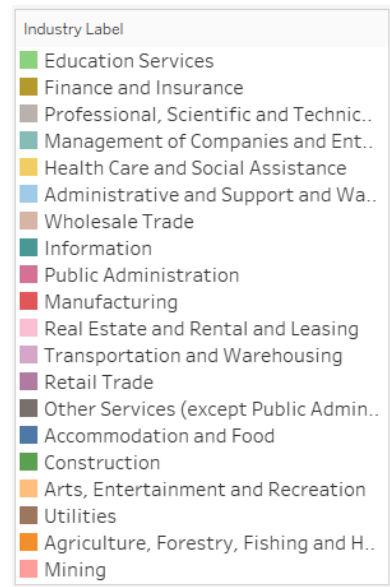 Industry Label
Education Services
Finance and Insurance
Professional, Scientific and Technic..
Management of Companies and Ent..
Health Care and Social Assistance
Administrative and Support and Wa..
Wholesale Trade
Information
Public Administration
Manufacturing
Real Estate and Rental and Leasing
Transportation and Warehousing
Retail Trade
Other Services (except Public Admin..
Accommodation and Food
Construction
Arts, Entertainment and Recreation
Utilities
Agriculture, Forestry, Fishing and H..
Mining